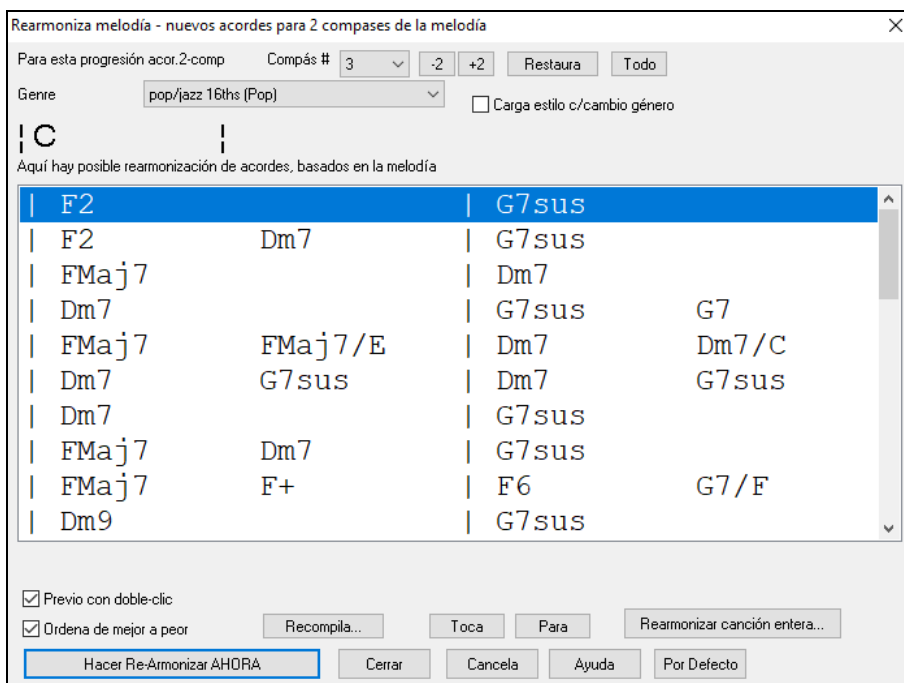 Rearmoniza melodía - nuevos acordes para 2 compases de la melodía
Para esta progresión acor.2-comp Compás # 3 -2 +2 Restaura Todo
Genre pop/jazz 16ths (Pop) Carga estilo c/cambio género
¦ C ¦
Aquí hay posible rearmonización de acordes, basados en la melodía
| F2 | G7sus
| F2 Dm7 | G7sus
| FMaj7 | Dm7
| Dm7 | G7sus G7
| FMaj7 FMaj7/E | Dm7 Dm7/C
| Dm7 G7sus | Dm7 G7sus
| Dm7 | G7sus
| FMaj7 Dm7 | G7sus
| FMaj7 F+ | F6 G7/F
| Dm9 | G7sus
Previo con doble-clic
Ordena de mejor a peor Recompila... Toca Para Rearmonizar canción entera...
Hacer Re-Armonizar AHORA Cerrar Cancela Ayuda Por Defecto